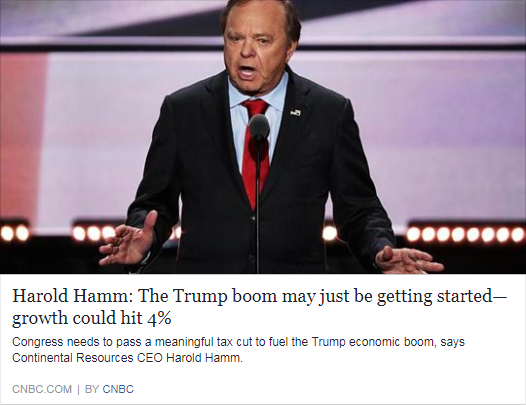 Harold Hamm: The Trump boom may just be getting started—
growth could hit 4%
Congress needs to pass a meaningful tax cut to fuel the Trump economic boom, says
Continental Resources CEO Harold Hamm.
CNBC.COM | BY CNBC